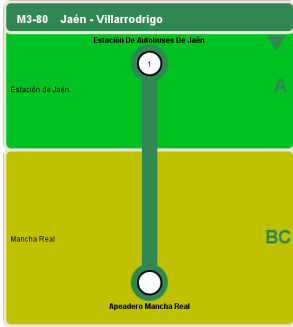 M3-80 Jaén - Villarrodrigo
Estación De Autobuses De Jaén
1
Estación de Jaén
A
Mancha Real
BC
Apeadero Mancha Real